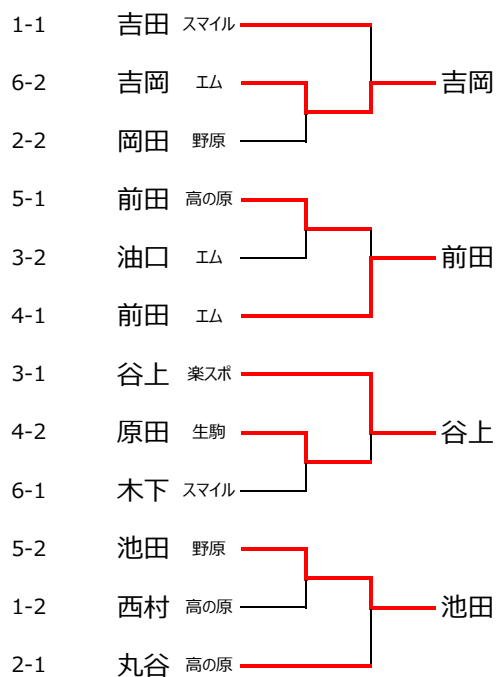 1-1 吉田 スマイル
6-2 吉岡 エム 吉岡
2-2 岡田 野原
5-1 前田 高の原
3-2 油口 エム 前田
4-1 前田 エム
3-1 谷上 楽スポ
4-2 原田 生駒 谷上
6-1 木下 スマイル
5-2 池田 野原
1-2 西村 高の原 池田
2-1 丸谷 高の原